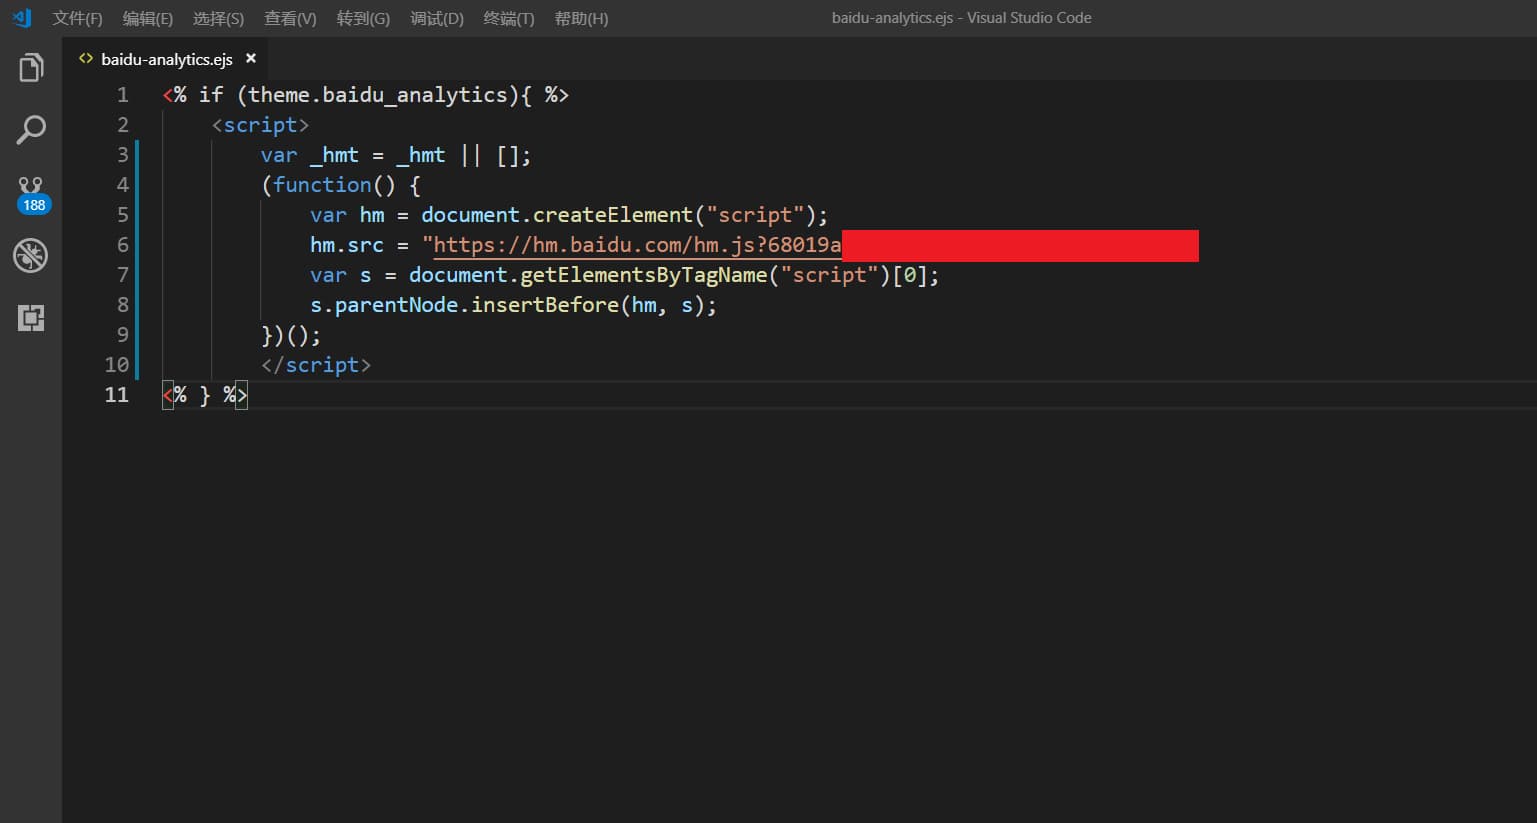 文件(F) 编辑(E) 选择(S) 查看(V) 转到(G) 调试(D) 终端(T) 帮助(H) baidu-analytics.ejs - Visual Studio Code
baidu-analytics.ejs ×
1 <% if (theme.baidu_analytics){ %>
2 <script>
3 var _hmt = _hmt || [];
4 (function() {
5 var hm = document.createElement("script");
6 hm.src = "https://hm.baidu.com/hm.js?68019a
7 var s = document.getElementsByTagName("script")[0];
8 s.parentNode.insertBefore(hm, s);
9 })();
10 </script>
11 <% } %>
188